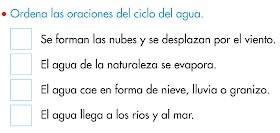 • Ordena las oraciones del ciclo del agua.
Se forman las nubes y se desplazan por el viento.
El agua de la naturaleza se evapora.
El agua cae en forma de nieve, lluvia o granizo.
El agua llega a los ríos y al mar.